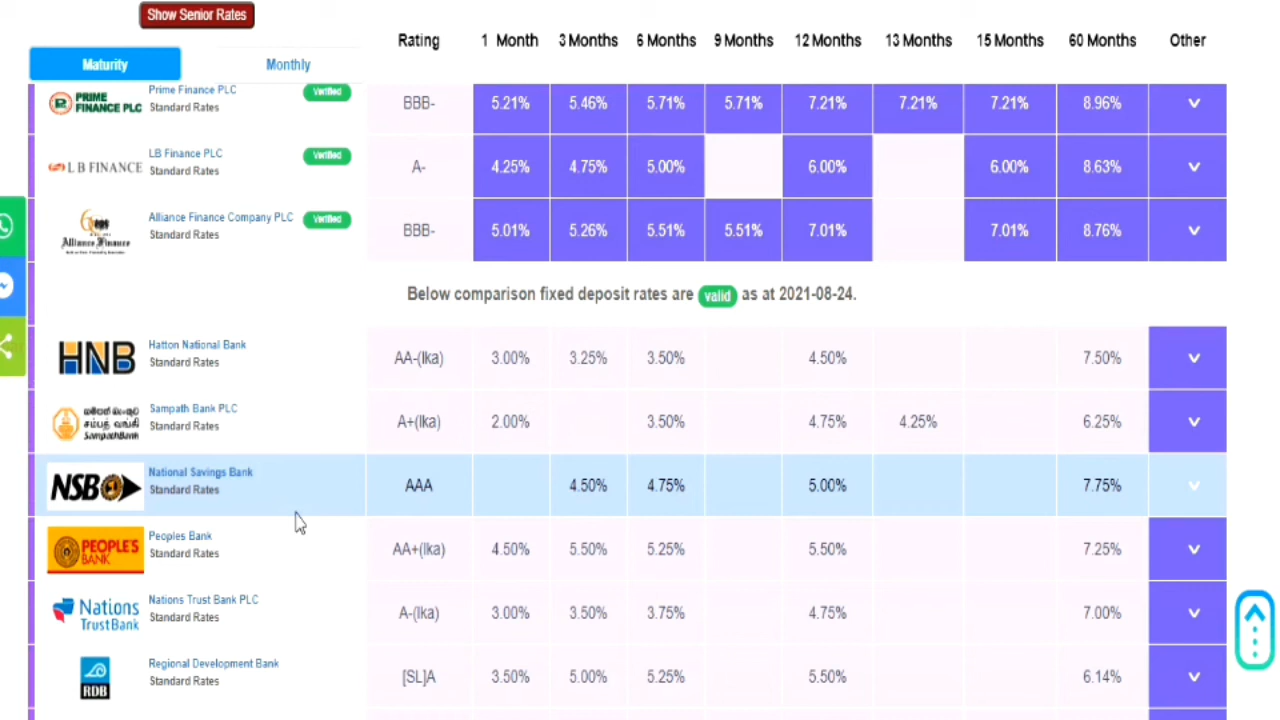 Show Senior Rates
Rating 1 Month 3 Months 6 Months 9 Months 12 Months 13 Months 15 Months 60 Months Other
Maturity Monthly
PRIME FINANCE PLC Prime Finance PLC Standard Rates Verified BBB- 5.21% 5.46% 5.71% 5.71% 7.21% 7.21% 7.21% 8.96%
L B FINANCE LB Finance PLC Standard Rates Verified A- 4.25% 4.75% 5.00% 6.00% 6.00% 8.63%
Alliance Finance Alliance Finance Company PLC Standard Rates Verified BBB- 5.01% 5.26% 5.51% 5.51% 7.01% 7.01% 8.76%
Below comparison fixed deposit rates are valid as at 2021-08-24.
HNB Hatton National Bank Standard Rates AA-(lka) 3.00% 3.25% 3.50% 4.50% 7.50%
SampathBank Sampath Bank PLC Standard Rates A+(lka) 2.00% 3.50% 4.75% 4.25% 6.25%
NSB National Savings Bank Standard Rates AAA 4.50% 4.75% 5.00% 7.75%
PEOPLE'S BANK Peoples Bank Standard Rates AA+(lka) 4.50% 5.50% 5.25% 5.50% 7.25%
Nations TrustBank Nations Trust Bank PLC Standard Rates A-(lka) 3.00% 3.50% 3.75% 4.75% 7.00%
RDB Regional Development Bank Standard Rates [SL]A 3.50% 5.00% 5.25% 5.50% 6.14%